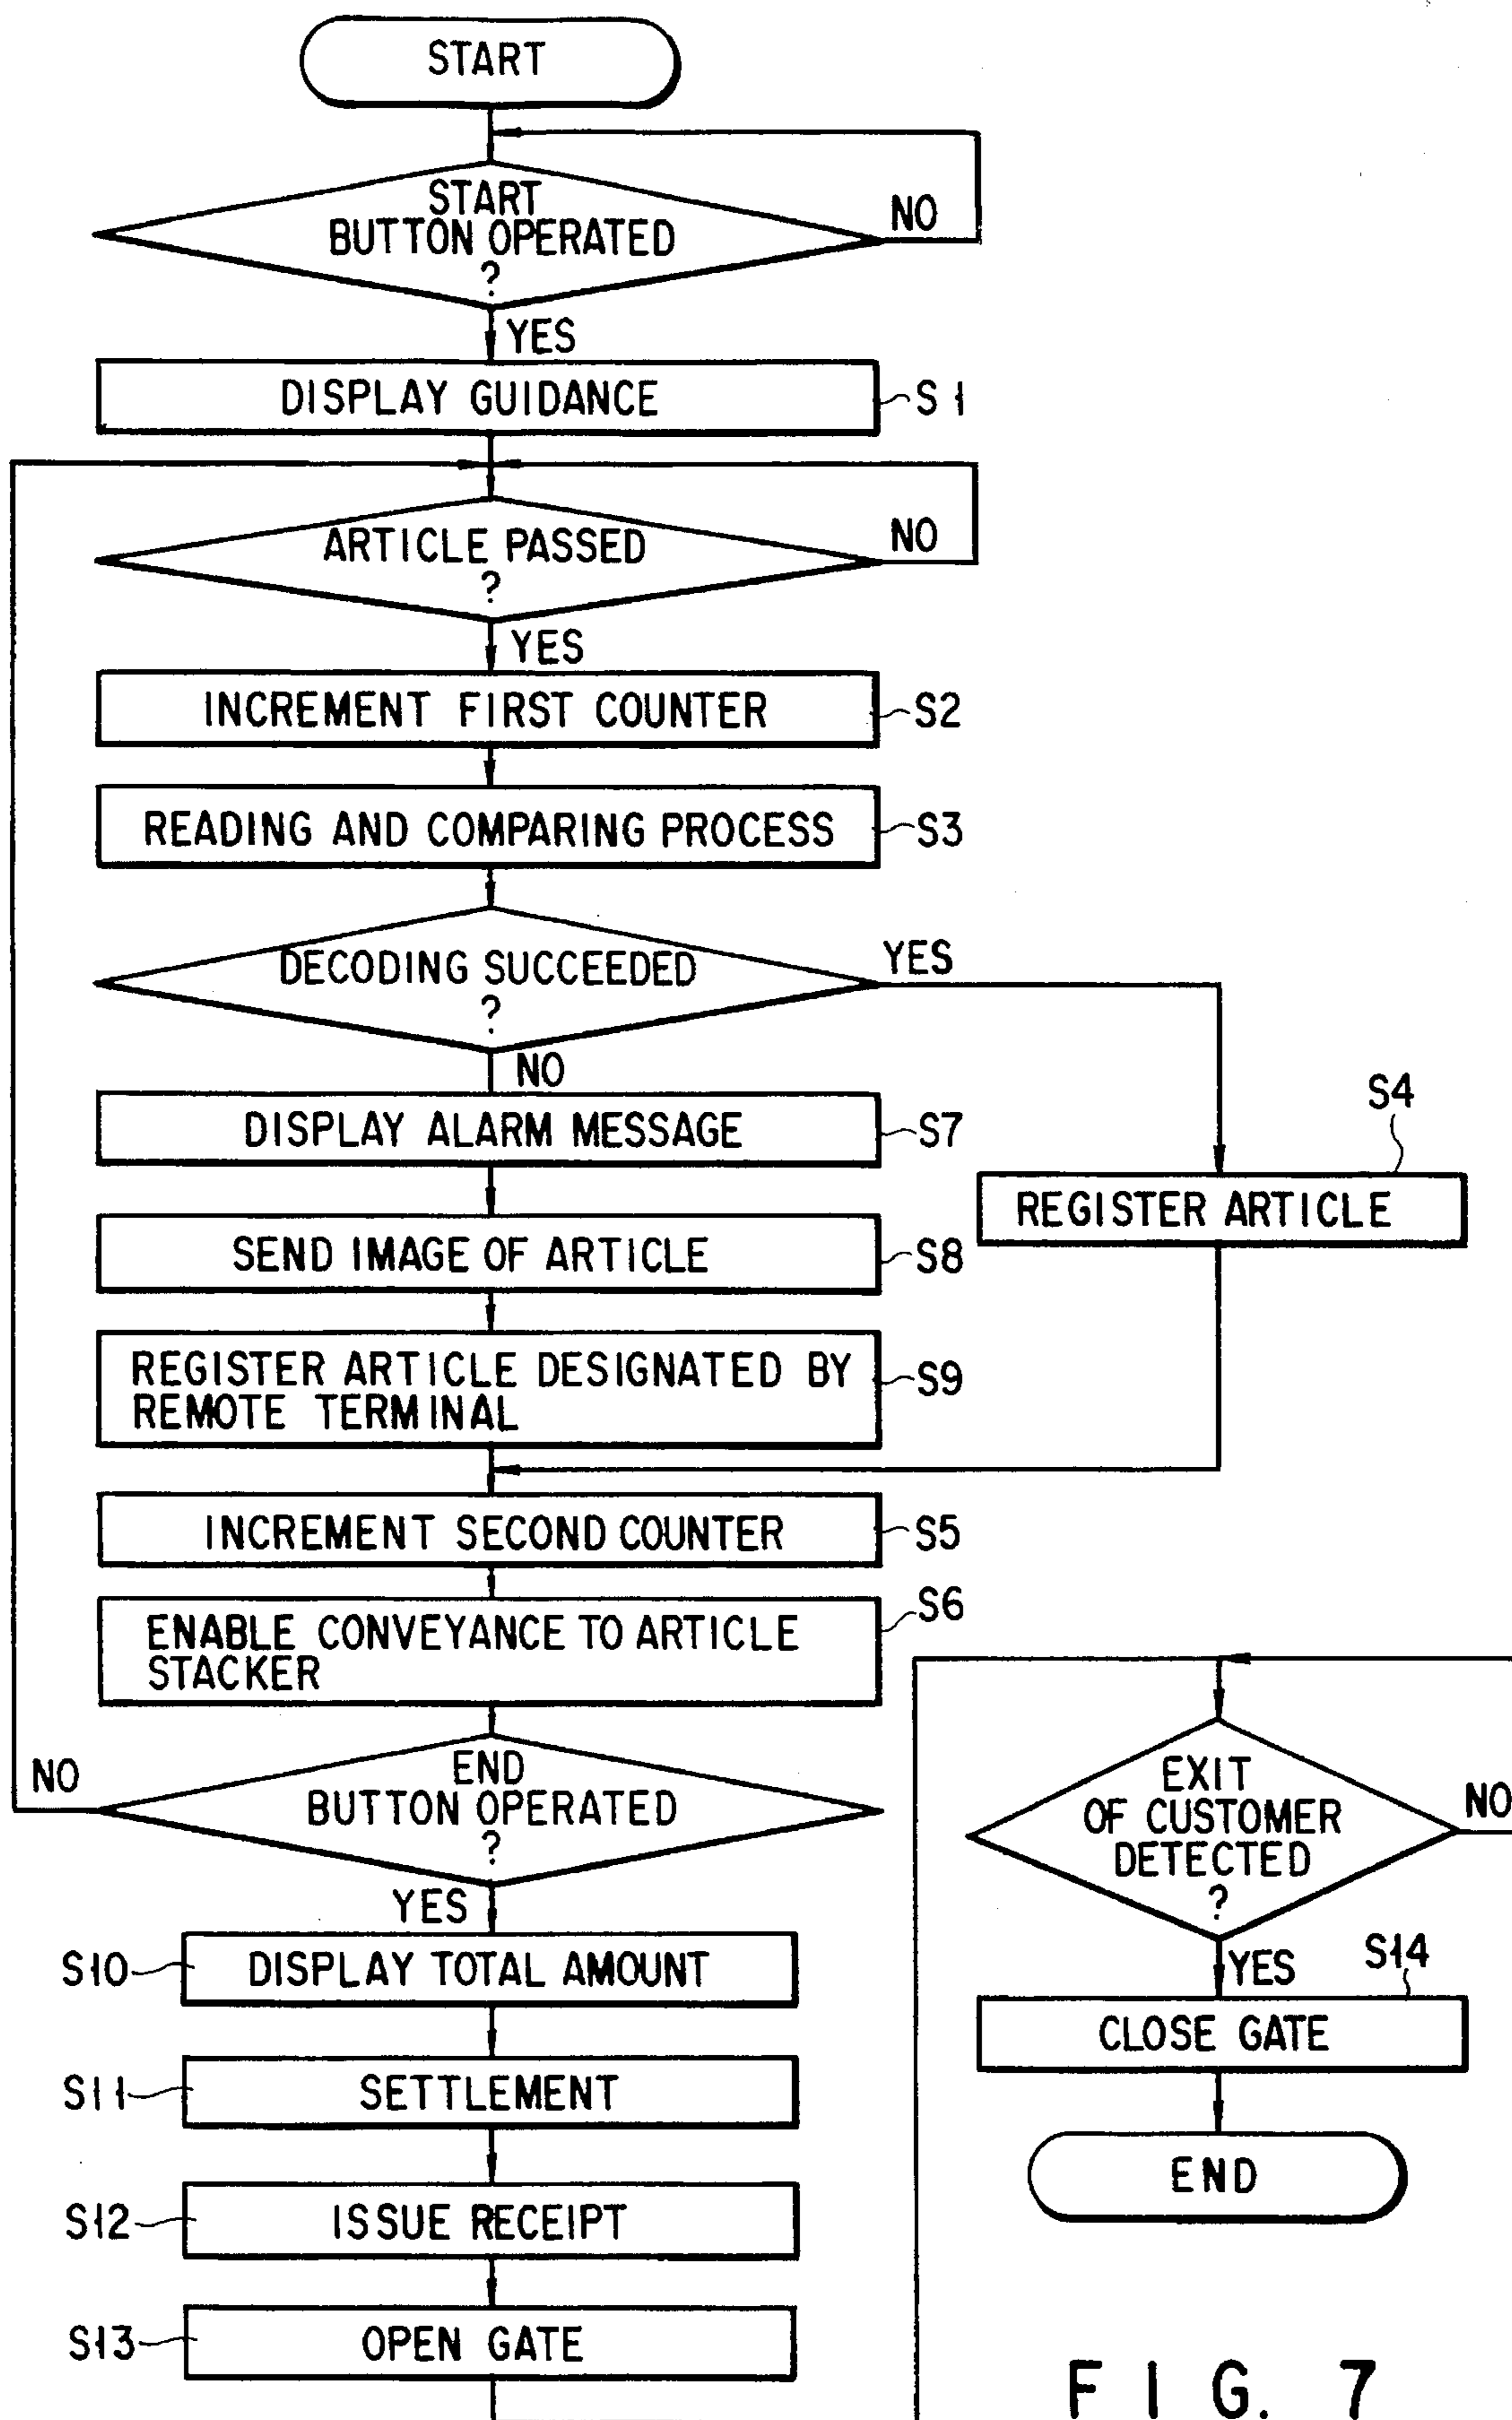 START
START
BUTTON OPERATED
?
NO
YES
DISPLAY GUIDANCE
S1
ARTICLE PASSED
?
NO
YES
INCREMENT FIRST COUNTER
S2
READING AND COMPARING PROCESS
S3
DECODING SUCCEEDED
?
YES
NO
DISPLAY ALARM MESSAGE
S7
S4
REGISTER ARTICLE
SEND IMAGE OF ARTICLE
S8
REGISTER ARTICLE DESIGNATED BY
REMOTE TERMINAL
S9
INCREMENT SECOND COUNTER
S5
ENABLE CONVEYANCE TO ARTICLE
STACKER
S6
END
BUTTON OPERATED
?
NO
YES
S10
DISPLAY TOTAL AMOUNT
S11
SETTLEMENT
S12
ISSUE RECEIPT
S13
OPEN GATE
EXIT
OF CUSTOMER
DETECTED
?
NO
YES
S14
CLOSE GATE
END
FIG. 7